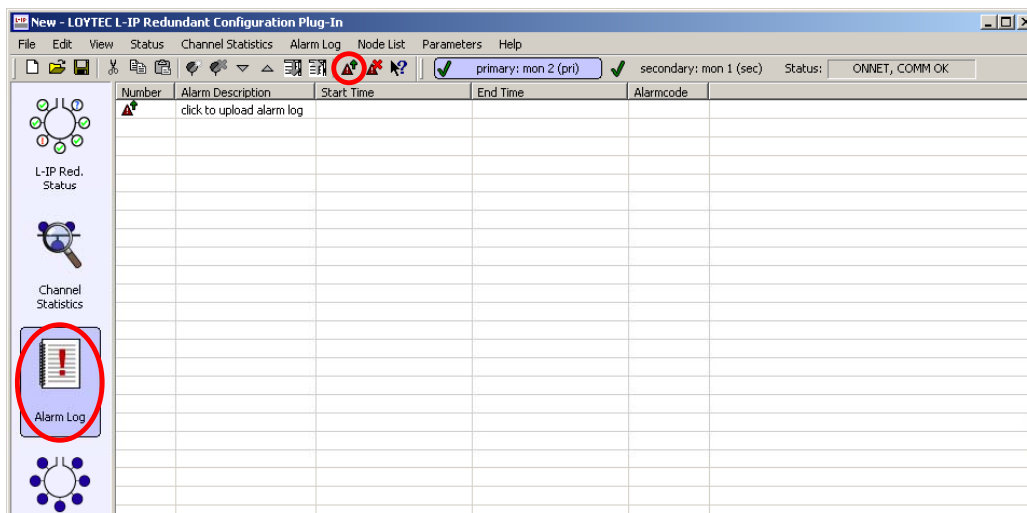 New - LOYTEC L-IP Redundant Configuration Plug-In
File Edit View Status Channel Statistics Alarm Log Node List Parameters Help
primary: mon 2 (pri) secondary: mon 1 (sec) Status: ONNET, COMM OK
Number Alarm Description Start Time End Time Alarmcode
click to upload alarm log
L-IP Red.
Status
Channel
Statistics
Alarm Log